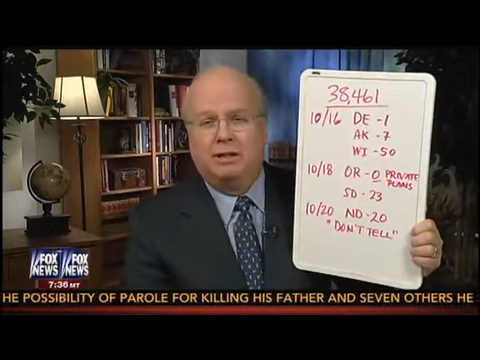 38,461
10/16 DE - 1
AK - 7
WI - 50
10/18 OR - 0 PRIVATE
PLANS
SD - 23
10/20 ND - 20
"DON'T TELL"
FOX
NEWS
FOX
NEWS
7:36 MT
HE POSSIBILITY OF PAROLE FOR KILLING HIS FATHER AND SEVEN OTHERS HE